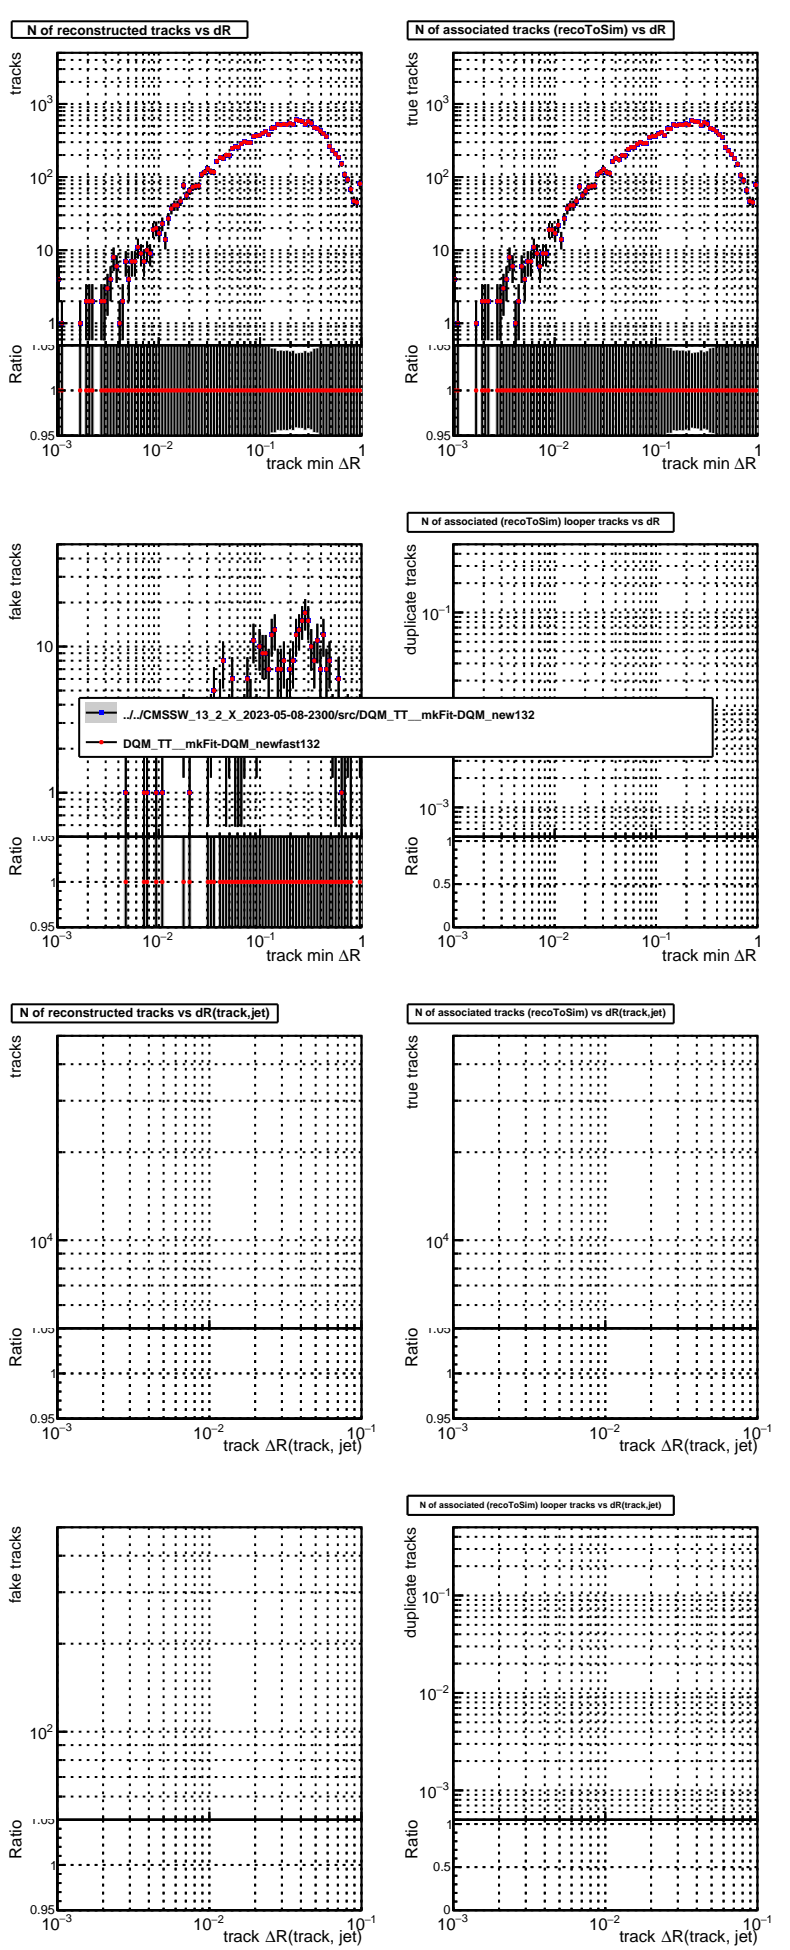 N of reconstructed tracks vs dR
tracks
10³
10²
10
1
1.05
Ratio
1
0.95
10⁻³ 10⁻² 10⁻¹ 1
track min ΔR
N of associated tracks (recoToSim) vs dR
true tracks
10³
10²
10
1
1.05
Ratio
1
0.95
10⁻³ 10⁻² 10⁻¹ 1
track min ΔR
fake tracks
10
1
1.05
Ratio
1
0.95
10⁻³ 10⁻² 10⁻¹ 1
track min ΔR
N of associated (recoToSim) looper tracks vs dR
duplicate tracks
10⁻¹
10⁻³
1
Ratio
0.5
0
10⁻³ 10⁻² 10⁻¹ 1
track min ΔR
../../CMSSW_13_2_X_2023-05-08-2300/src/DQM_TT__mkFit-DQM_new132
DQM_TT__mkFit-DQM_newfast132
N of reconstructed tracks vs dR(track,jet)
tracks
10⁴
1.05
Ratio
1
0.95
10⁻³ 10⁻² 10⁻¹
track ΔR(track, jet)
N of associated tracks (recoToSim) vs dR(track,jet)
true tracks
10⁴
1.05
Ratio
1
0.95
10⁻³ 10⁻² 10⁻¹
track ΔR(track, jet)
fake tracks
10²
1.05
Ratio
1
0.95
10⁻³ 10⁻² 10⁻¹
track ΔR(track, jet)
N of associated (recoToSim) looper tracks vs dR(track,jet)
duplicate tracks
10⁻¹
10⁻²
10⁻³
1
Ratio
0.5
0
10⁻³ 10⁻² 10⁻¹
track ΔR(track, jet)